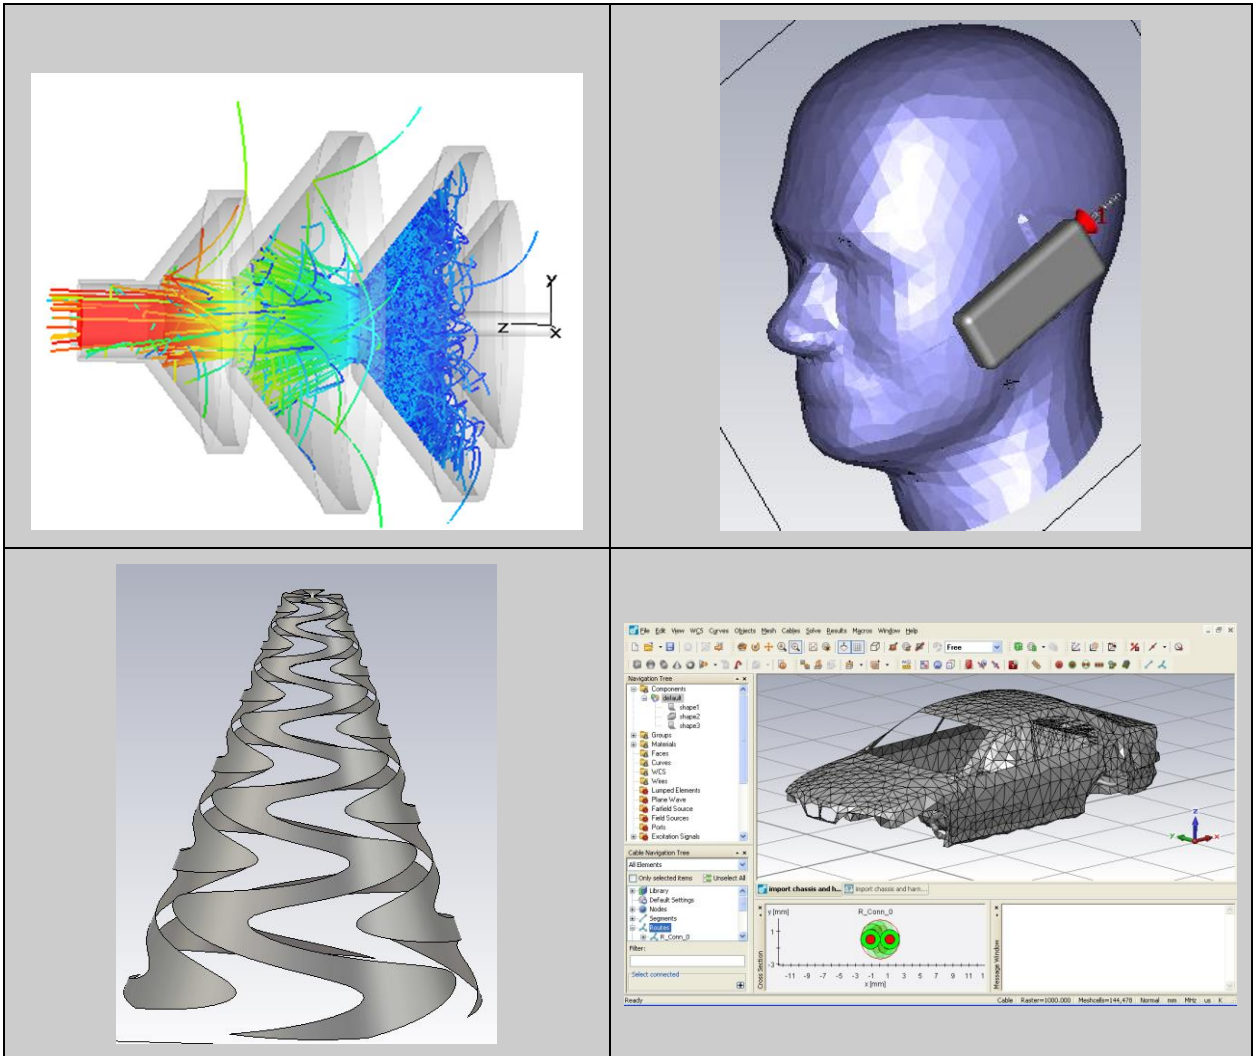 Y
Z
X
1
File Edit View WCS Curves Objects Mesh Cables Solve Results Macros Window Help
Free
Navigation Tree
Components
default
shape1
shape2
shape3
Groups
Materials
Faces
Curves
WCS
Wires
Lumped Elements
Plane Wave
Farfield Source
Field Sources
Ports
Excitation Signals
z
y
x
Cable Navigation Tree
All Elements
Only selected items Unselect All
Library
Default Settings
Nodes
Segments
Routes
R_Conn_0
Filter:
Select connected
import chassis and h... import chassis and harn...
Cross Section
y [mm]
R_Conn_0
1
-3
-11 -9 -7 -5 -3 -1 1 3 5 7 9 11 1
x [mm]
Message Window
Ready
Cable Raster=1000.000 Meshcells=144,478 Normal mm MHz us K